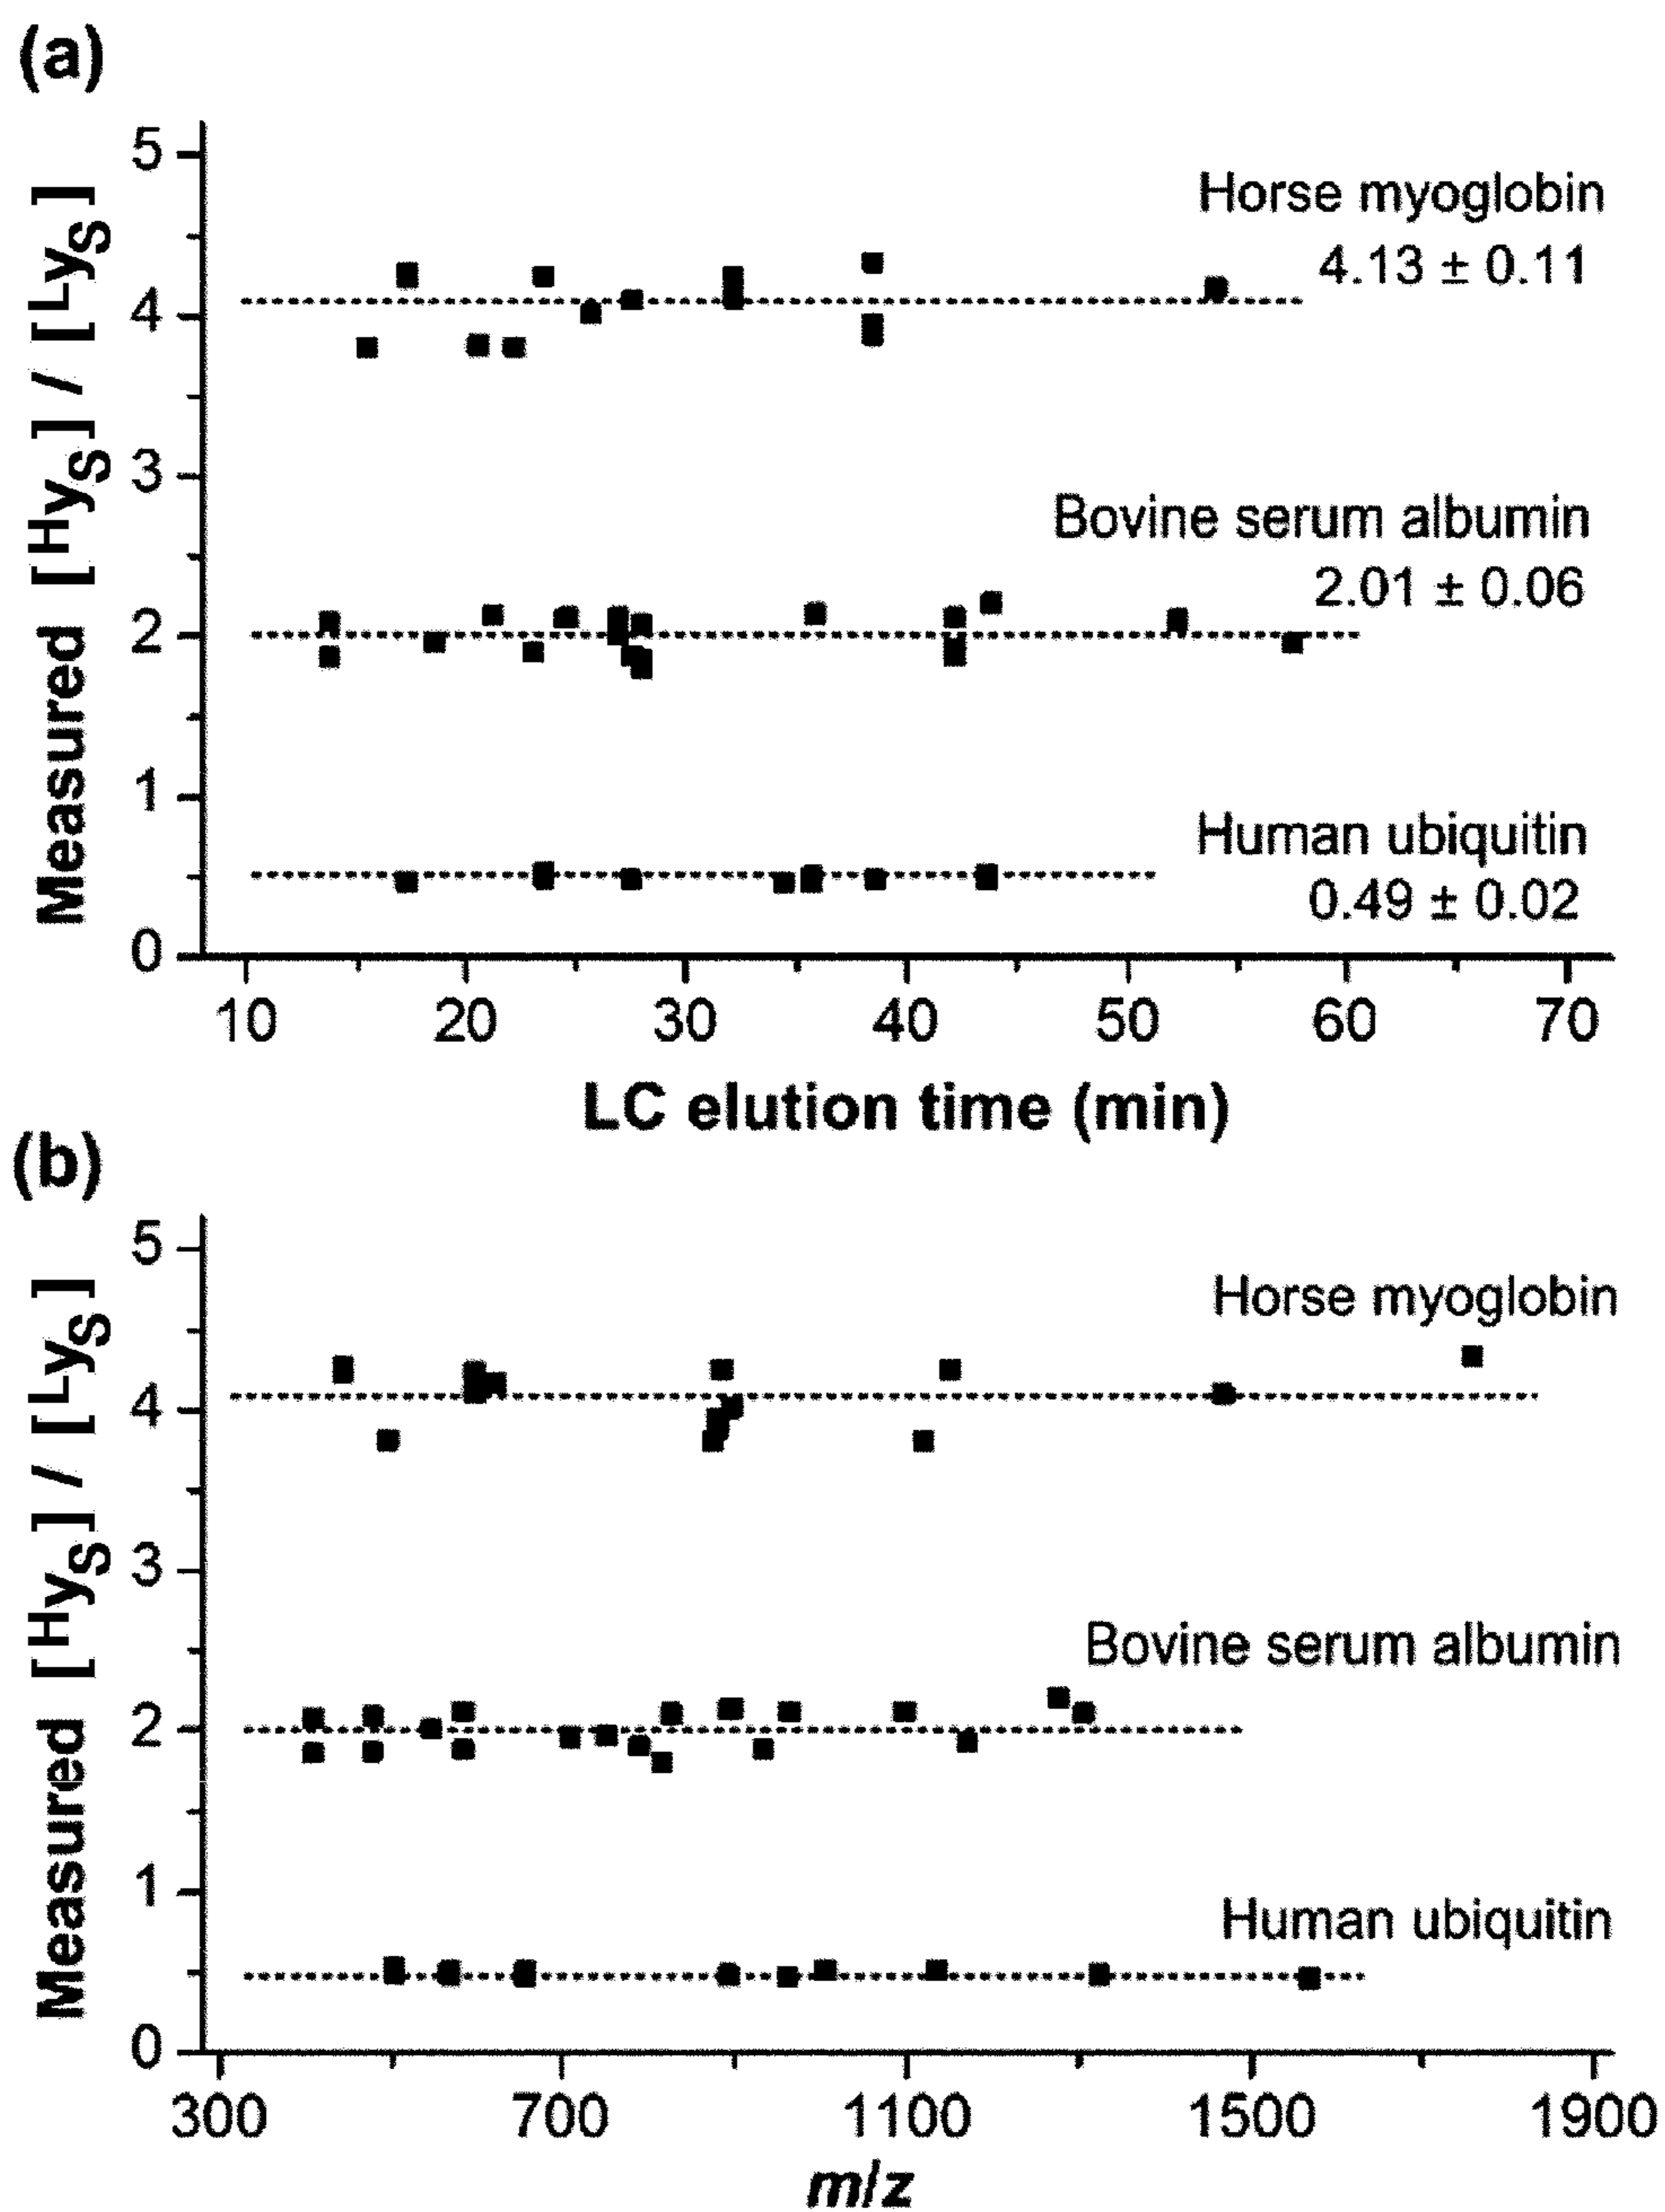 (a)
Measured [ᴴyS] / [ᴸyS]
5
4
3
2
1
0
Horse myoglobin
4.13 ± 0.11
Bovine serum albumin
2.01 ± 0.06
Human ubiquitin
0.49 ± 0.02
10 20 30 40 50 60 70
LC elution time (min)
(b)
Measured [ᴴyS] / [ᴸyS]
5
4
3
2
1
0
Horse myoglobin
Bovine serum albumin
Human ubiquitin
300 700 1100 1500 1900
m/z